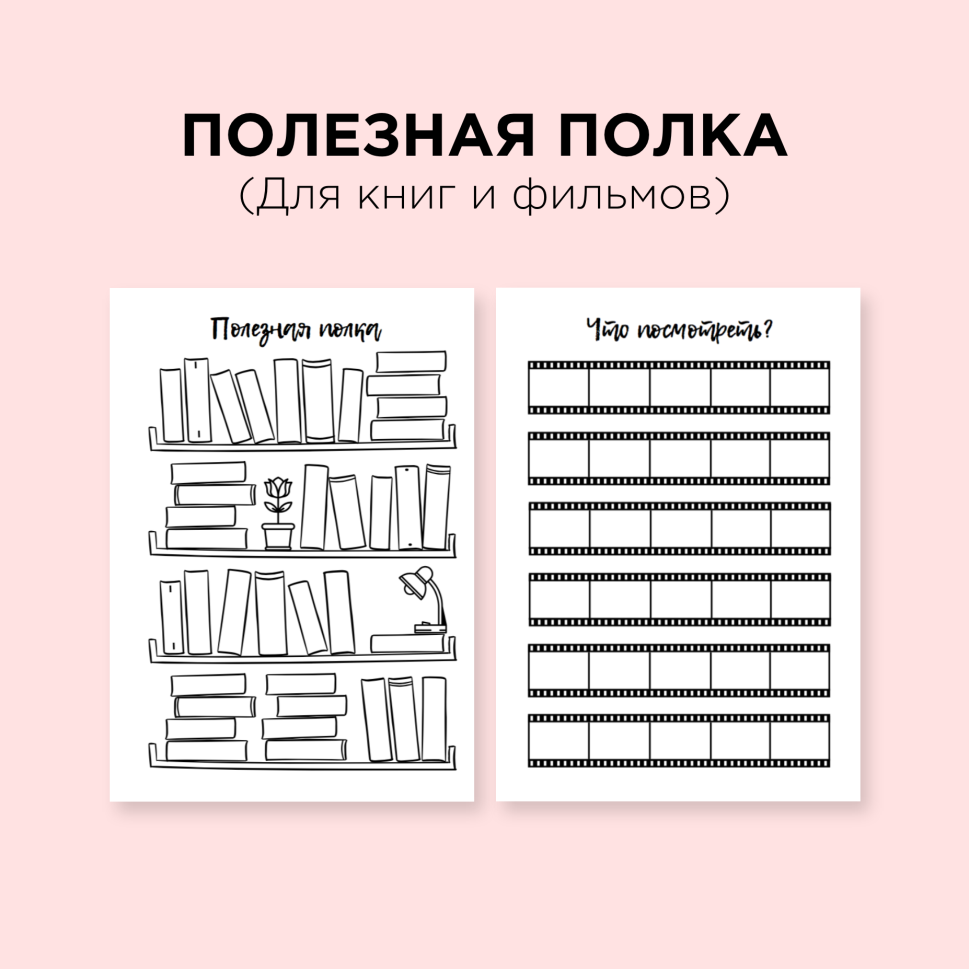 ПОЛЕЗНАЯ ПОЛКА
(Для книг и фильмов)
Полезная полка
Что посмотреть?